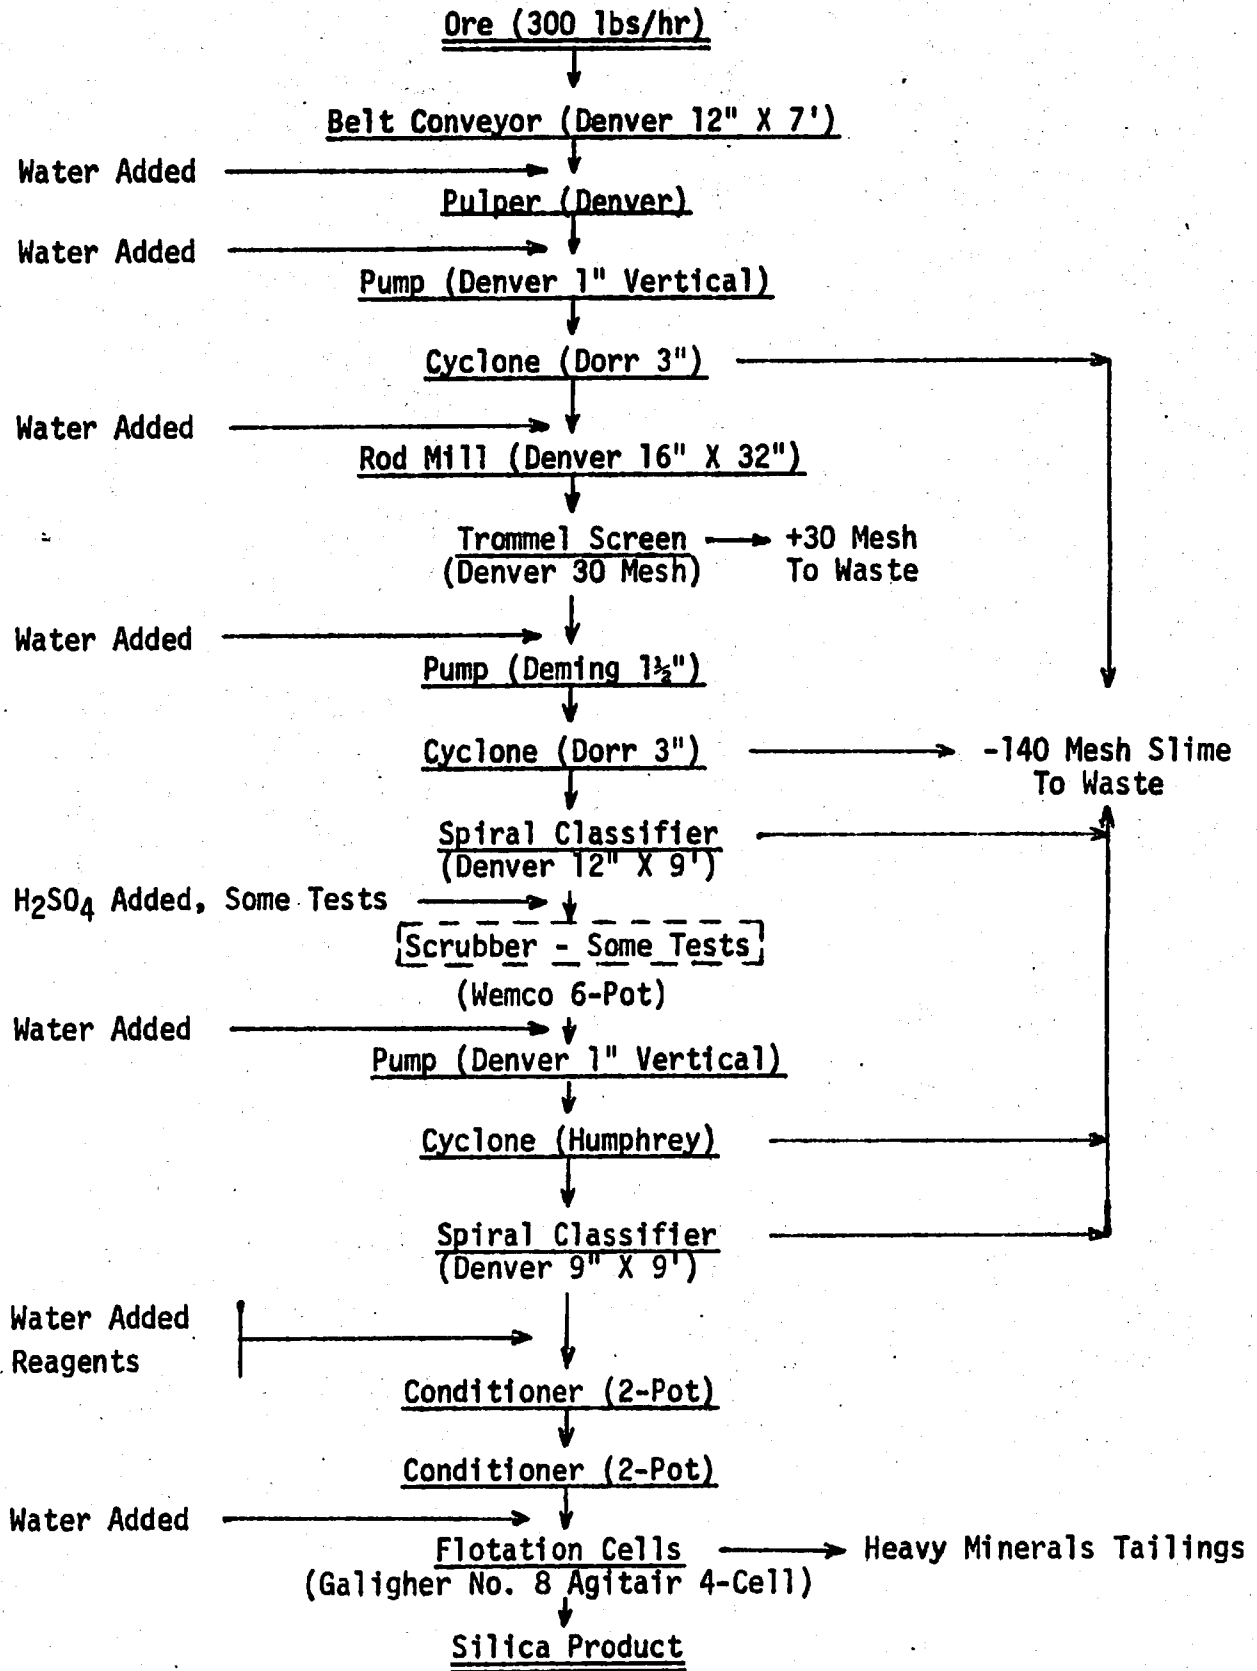 Ore (300 lbs/hr)
Belt Conveyor (Denver 12" X 7')
Water Added
Pulper (Denver)
Water Added
Pump (Denver 1" Vertical)
Cyclone (Dorr 3")
Water Added
Rod Mill (Denver 16" X 32")
Trommel Screen
(Denver 30 Mesh)
+30 Mesh
To Waste
Water Added
Pump (Deming 1½")
Cyclone (Dorr 3")
-140 Mesh Slime
To Waste
Spiral Classifier
(Denver 12" X 9')
H₂SO₄ Added, Some Tests
Scrubber - Some Tests
(Wemco 6-Pot)
Water Added
Pump (Denver 1" Vertical)
Cyclone (Humphrey)
Spiral Classifier
(Denver 9" X 9')
Water Added
Reagents
Conditioner (2-Pot)
Conditioner (2-Pot)
Water Added
Flotation Cells
(Galigher No. 8 Agitair 4-Cell)
Heavy Minerals Tailings
Silica Product